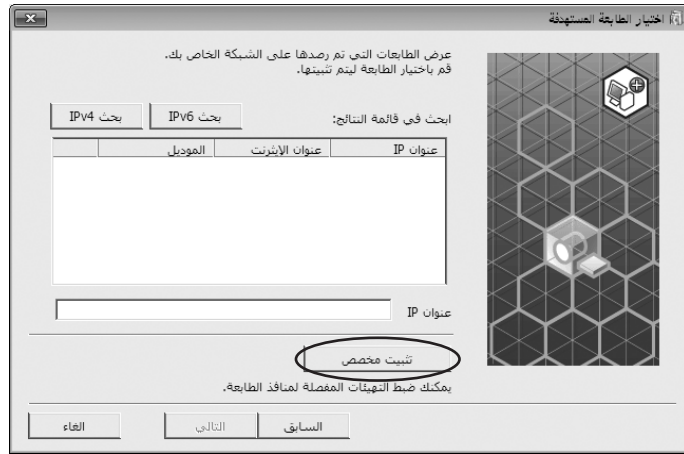 اختيار الطابعة المستهدفة
عرض الطابعات التي تم رصدها على الشبكة الخاص بك.
قم باختيار الطابعة ليتم تثبيتها.
ابحث في قائمة النتائج:
بحث IPv6
بحث IPv4
عنوان IP
عنوان الإيثرنت
الموديل
عنوان IP
تثبيت مخصص
يمكنك ضبط التهيئات المفصلة لمنافذ الطابعة.
السابق
التالي
الغاء